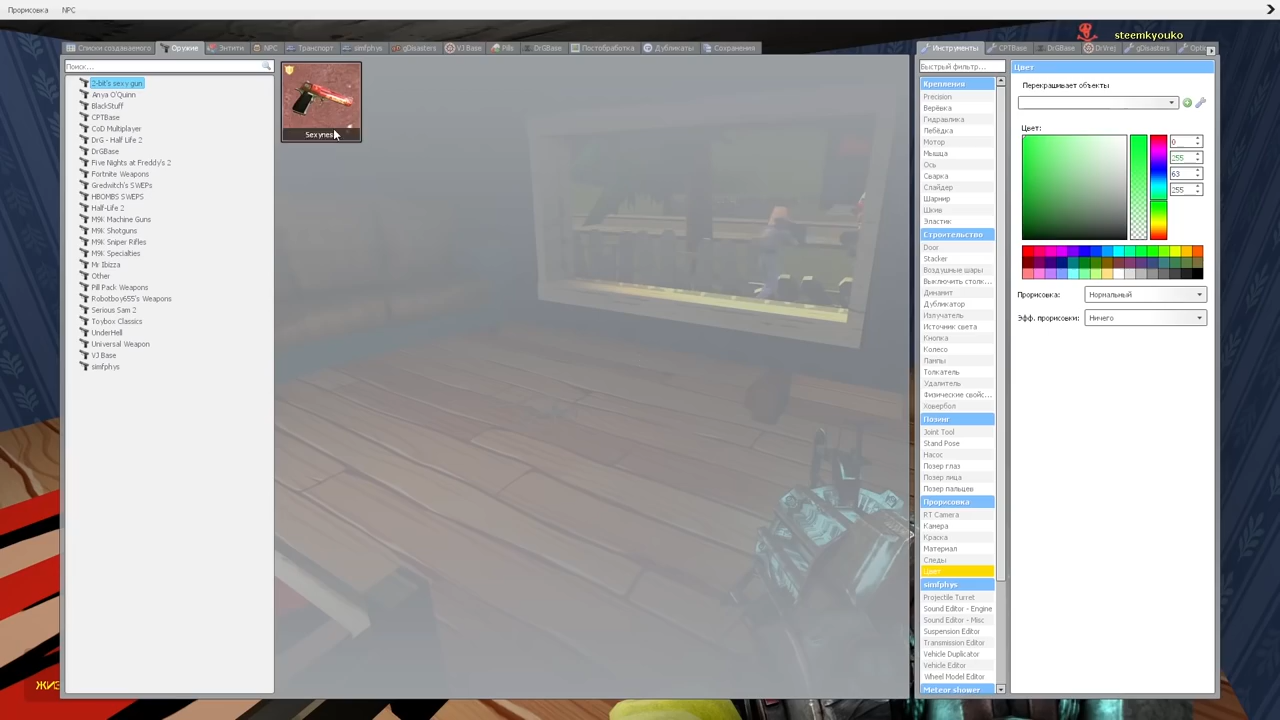 Прорисовка
NPC
steemkyouko
Списки создаваемого
Оружие
Энтити
NPC
Транспорт
simfphys
gDisasters
VJ Base
Pills
DrGBase
Постобработка
Дубликаты
Сохранения
Поиск...
2-bit's sexy gun
Anya O'Quinn
BlackStuff
CPTBase
CoD Multiplayer
DrG - Half Life 2
DrGBase
Five Nights at Freddy's 2
Fortnite Weapons
Gredwitch's SWEPs
HBOMBS SWEPS
Half-Life 2
M9K Machine Guns
M9K Shotguns
M9K Sniper Rifles
M9K Specialties
Mr Ibizza
Other
Pill Pack Weapons
Robotboy655's Weapons
Serious Sam 2
Toybox Classics
UnderHell
Universal Weapon
VJ Base
simfphys
Инструменты
CPTBase
DrGBase
DrVrej
gDisasters
Быстрый фильтр...
Крепления
Precision
Верёвка
Гидравлика
Лебёдка
Мотор
Мышца
Ось
Сварка
Слайдер
Шарнир
Шкив
Эластик
Строительство
Door
Stacker
Воздушные шары
Выключить столк...
Динамит
Дубликатор
Излучатель
Источник света
Кнопка
Колесо
Лампы
Толкатель
Удалитель
Физические свойс...
Ховербол
Позинг
Joint Tool
Stand Pose
Насос
Позер глаз
Позер лица
Позер пальцев
Прорисовка
RT Camera
Камера
Краска
Материал
Следы
Цвет
simfphys
Projectile Turret
Sound Editor - Engine
Sound Editor - Misc
Suspension Editor
Transmission Editor
Vehicle Duplicator
Vehicle Editor
Wheel Model Editor
Meteor shower
Цвет
Перекрашивает объекты
Цвет:
0
255
63
255
Прорисовка:
Нормальный
Эфф. прорисовки:
Ничего